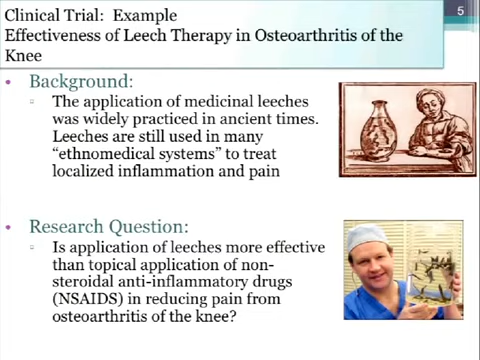 5
Clinical Trial: Example
Effectiveness of Leech Therapy in Osteoarthritis of the
Knee
• Background:
▫ The application of medicinal leeches
was widely practiced in ancient times.
Leeches are still used in many
“ethnomedical systems” to treat
localized inflammation and pain
• Research Question:
▫ Is application of leeches more effective
than topical application of non-
steroidal anti-inflammatory drugs
(NSAIDS) in reducing pain from
osteoarthritis of the knee?